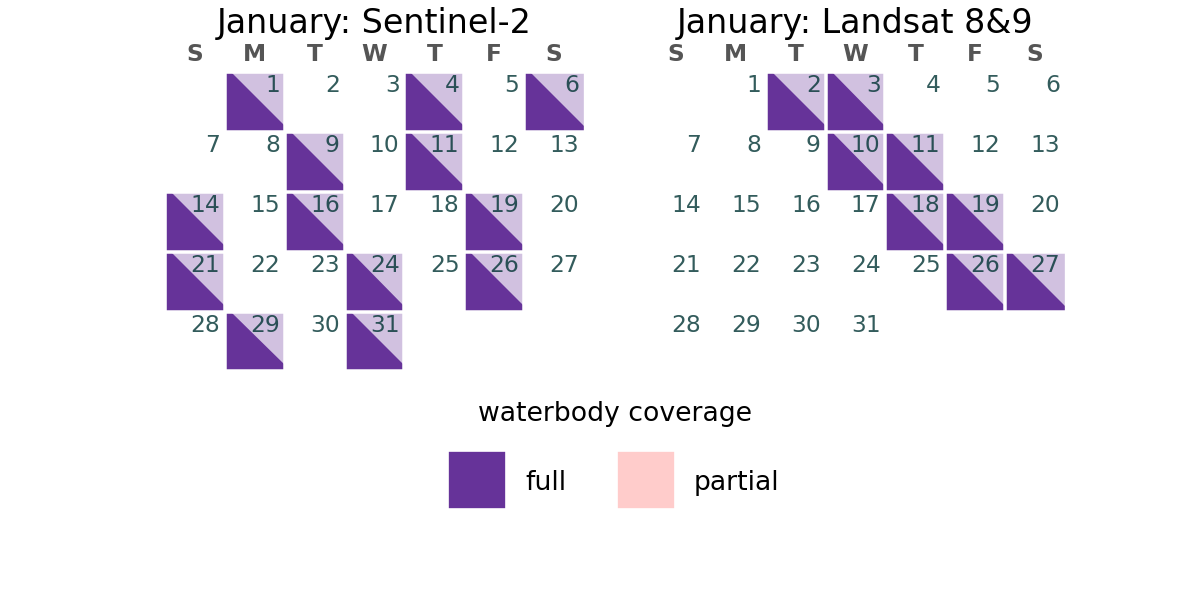 January: Sentinel-2
S M T W T F S
1 2 3 4 5 6
7 8 9 10 11 12 13
14 15 16 17 18 19 20
21 22 23 24 25 26 27
28 29 30 31
January: Landsat 8&9
S M T W T F S
1 2 3 4 5 6
7 8 9 10 11 12 13
14 15 16 17 18 19 20
21 22 23 24 25 26 27
28 29 30 31
waterbody coverage
full partial